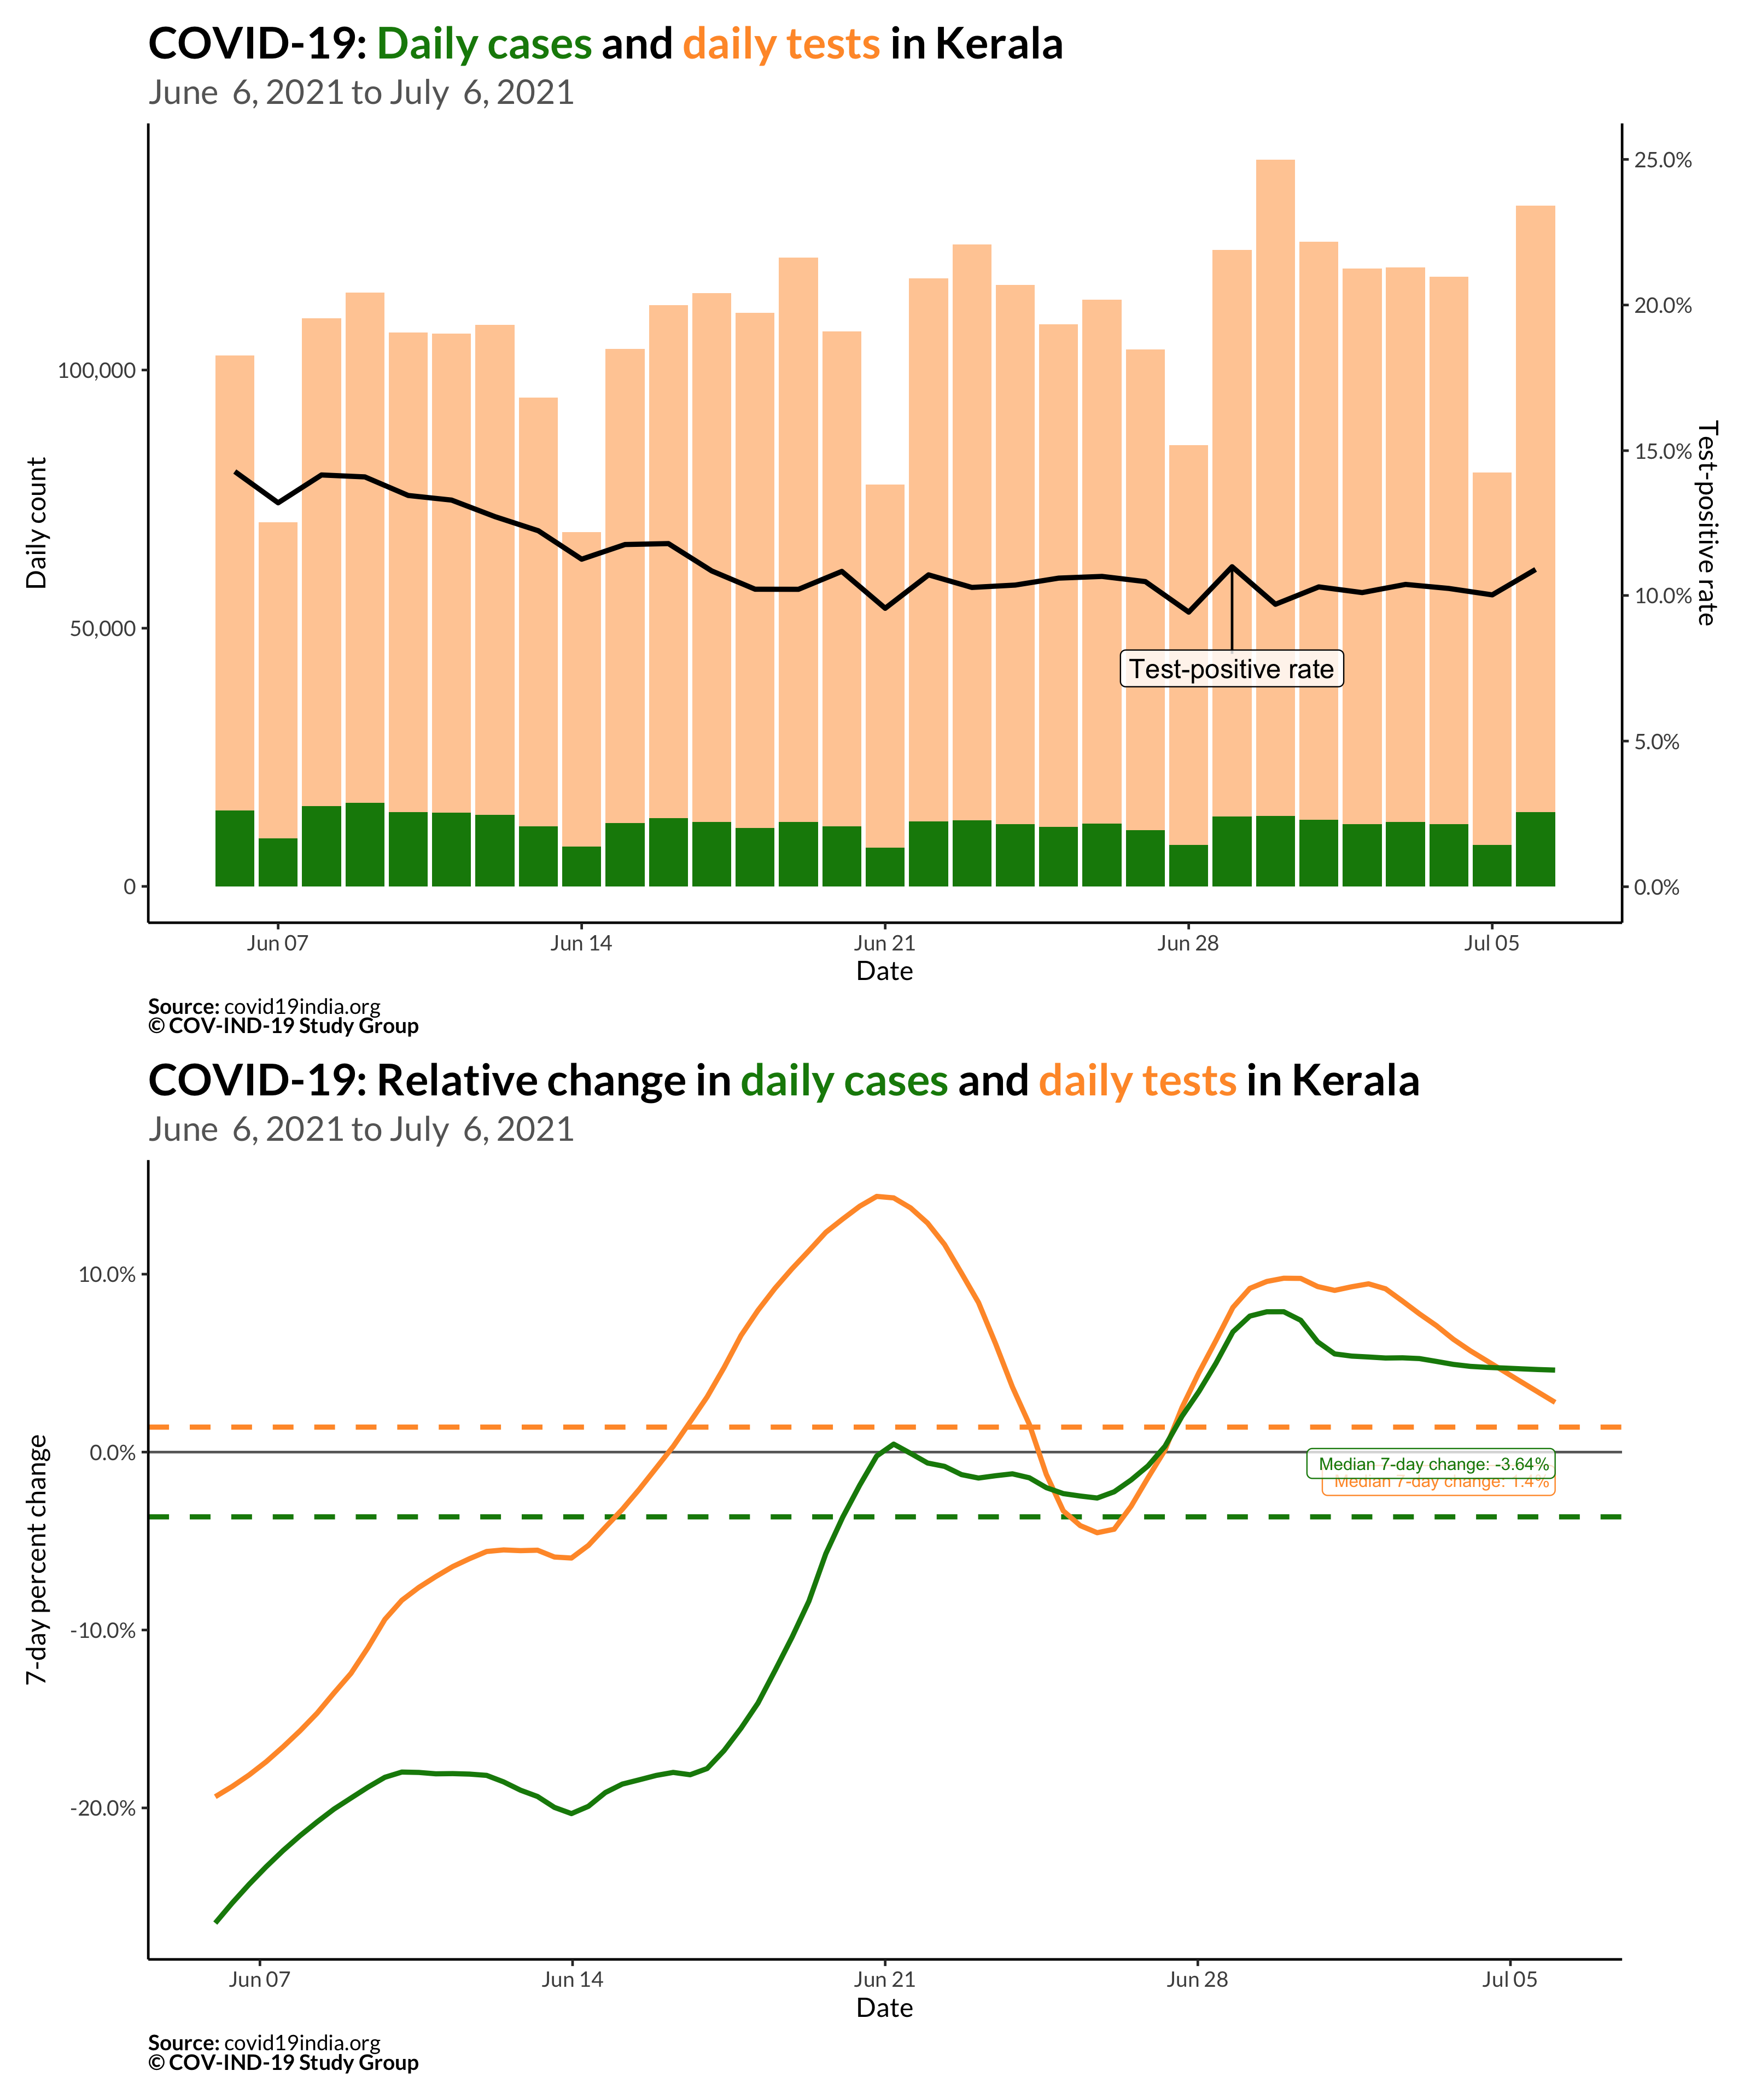 COVID-19: Daily cases and daily tests in Kerala
June 6, 2021 to July 6, 2021
25.0%
20.0%
15.0%
10.0%
5.0%
0.0%
100,000
50,000
0
Daily count
Test-positive rate
Test-positive rate
Jun 07
Jun 14
Jun 21
Jun 28
Jul 05
Date
Source: covid19india.org
© COV-IND-19 Study Group
COVID-19: Relative change in daily cases and daily tests in Kerala
June 6, 2021 to July 6, 2021
10.0%
0.0%
-10.0%
-20.0%
7-day percent change
Median 7-day change: -3.64%
Median 7-day change: 1.4%
Jun 07
Jun 14
Jun 21
Jun 28
Jul 05
Date
Source: covid19india.org
© COV-IND-19 Study Group